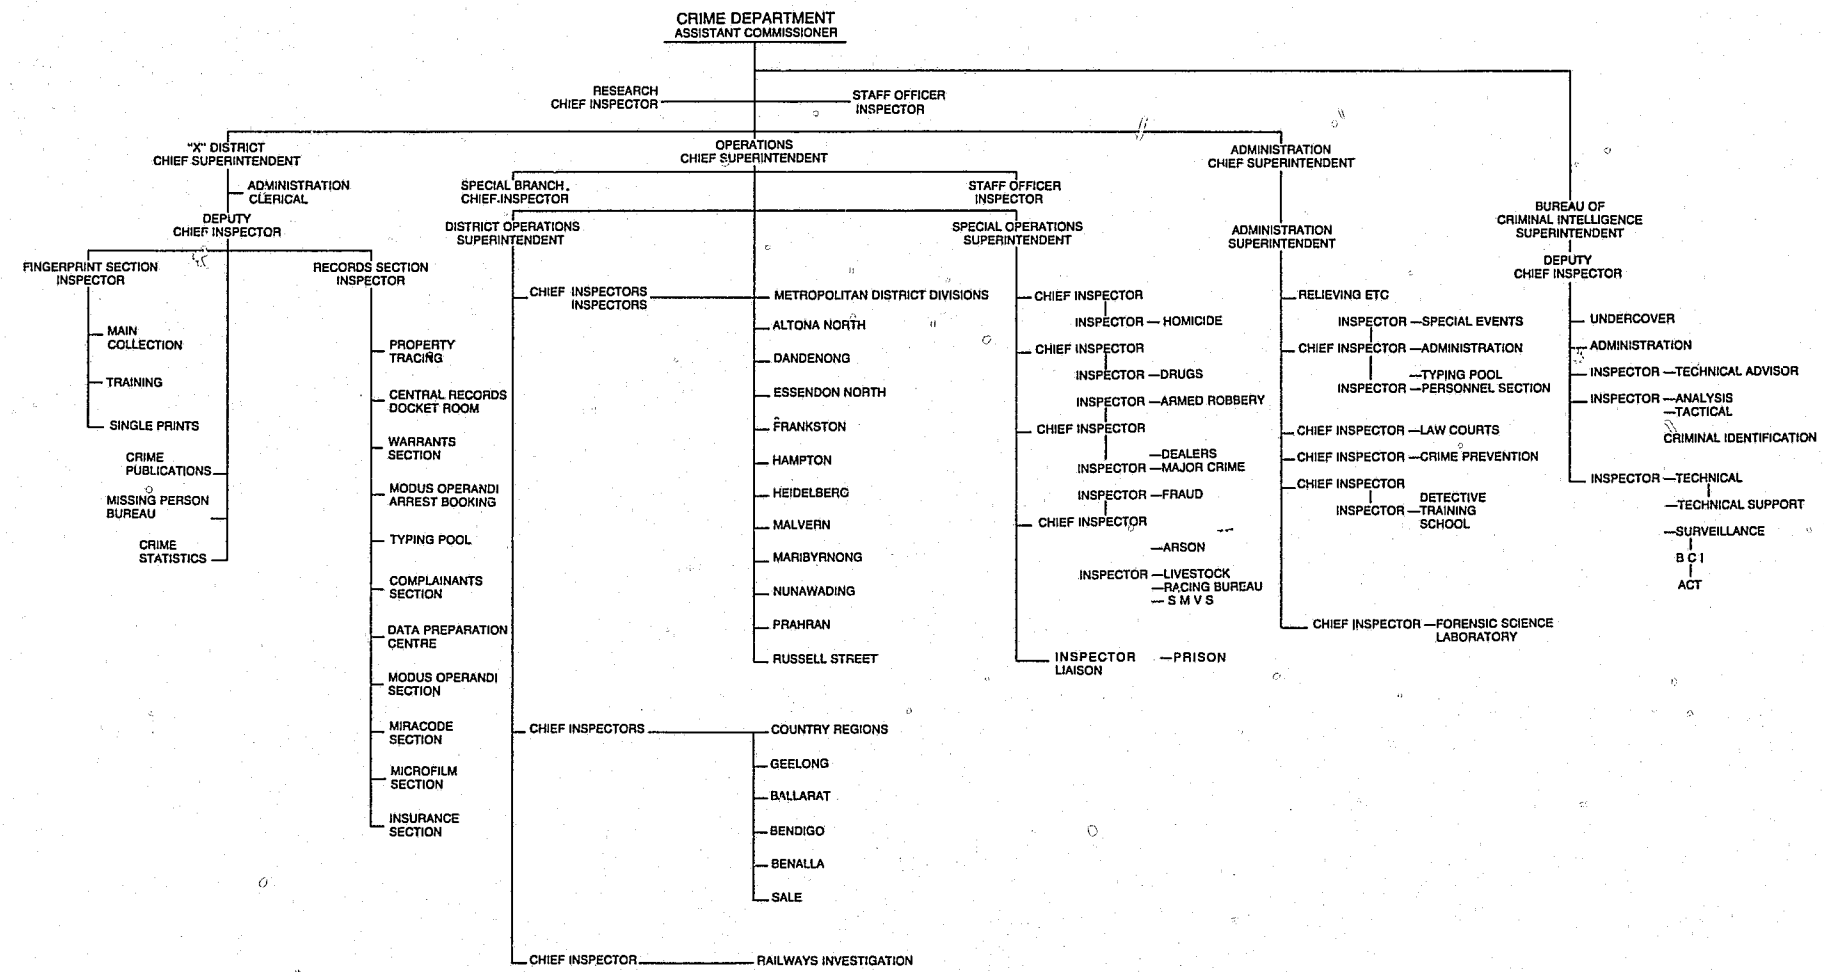 CRIME DEPARTMENT
ASSISTANT COMMISSIONER
RESEARCH
CHIEF INSPECTOR
STAFF OFFICER
INSPECTOR
"X" DISTRICT
CHIEF SUPERINTENDENT
ADMINISTRATION
CLERICAL
DEPUTY
CHIEF INSPECTOR
FINGERPRINT SECTION
INSPECTOR
MAIN
COLLECTION
TRAINING
SINGLE PRINTS
CRIME
PUBLICATIONS
MISSING PERSON
BUREAU
CRIME
STATISTICS
RECORDS SECTION
INSPECTOR
PROPERTY
TRACING
CENTRAL RECORDS
DOCKET ROOM
WARRANTS
SECTION
MODUS OPERANDI
ARREST BOOKING
TYPING POOL
COMPLAINANTS
SECTION
DATA PREPARATION
CENTRE
MODUS OPERANDI
SECTION
MIRACODE
SECTION
MICROFILM
SECTION
INSURANCE
SECTION
OPERATIONS
CHIEF SUPERINTENDENT
SPECIAL BRANCH
CHIEF INSPECTOR
STAFF OFFICER
INSPECTOR
DISTRICT OPERATIONS
SUPERINTENDENT
CHIEF INSPECTORS
INSPECTORS
METROPOLITAN DISTRICT DIVISIONS
ALTONA NORTH
DANDENONG
ESSENDON NORTH
FRANKSTON
HAMPTON
HEIDELBERG
MALVERN
MARIBYRNONG
NUNAWADING
PRAHRAN
RUSSELL STREET
CHIEF INSPECTORS
COUNTRY REGIONS
GEELONG
BALLARAT
BENDIGO
BENALLA
SALE
CHIEF INSPECTOR
RAILWAYS INVESTIGATION
SPECIAL OPERATIONS
SUPERINTENDENT
CHIEF INSPECTOR
INSPECTOR — HOMICIDE
CHIEF INSPECTOR
INSPECTOR — DRUGS
INSPECTOR — ARMED ROBBERY
CHIEF INSPECTOR
— DEALERS
INSPECTOR — MAJOR CRIME
INSPECTOR — FRAUD
CHIEF INSPECTOR
— ARSON
INSPECTOR — LIVESTOCK
— RACING BUREAU
— S M V S
INSPECTOR — PRISON
LIAISON
ADMINISTRATION
CHIEF SUPERINTENDENT
ADMINISTRATION
SUPERINTENDENT
RELIEVING ETC
INSPECTOR — SPECIAL EVENTS
CHIEF INSPECTOR — ADMINISTRATION
— TYPING POOL
INSPECTOR — PERSONNEL SECTION
CHIEF INSPECTOR — LAW COURTS
CHIEF INSPECTOR — CRIME PREVENTION
CHIEF INSPECTOR
DETECTIVE
INSPECTOR — TRAINING
SCHOOL
CHIEF INSPECTOR — FORENSIC SCIENCE
LABORATORY
BUREAU OF
CRIMINAL INTELLIGENCE
SUPERINTENDENT
DEPUTY
CHIEF INSPECTOR
UNDERCOVER
ADMINISTRATION
INSPECTOR — TECHNICAL ADVISOR
INSPECTOR — ANALYSIS
— TACTICAL
CRIMINAL IDENTIFICATION
INSPECTOR — TECHNICAL
— TECHNICAL SUPPORT
— SURVEILLANCE
B C I
ACT